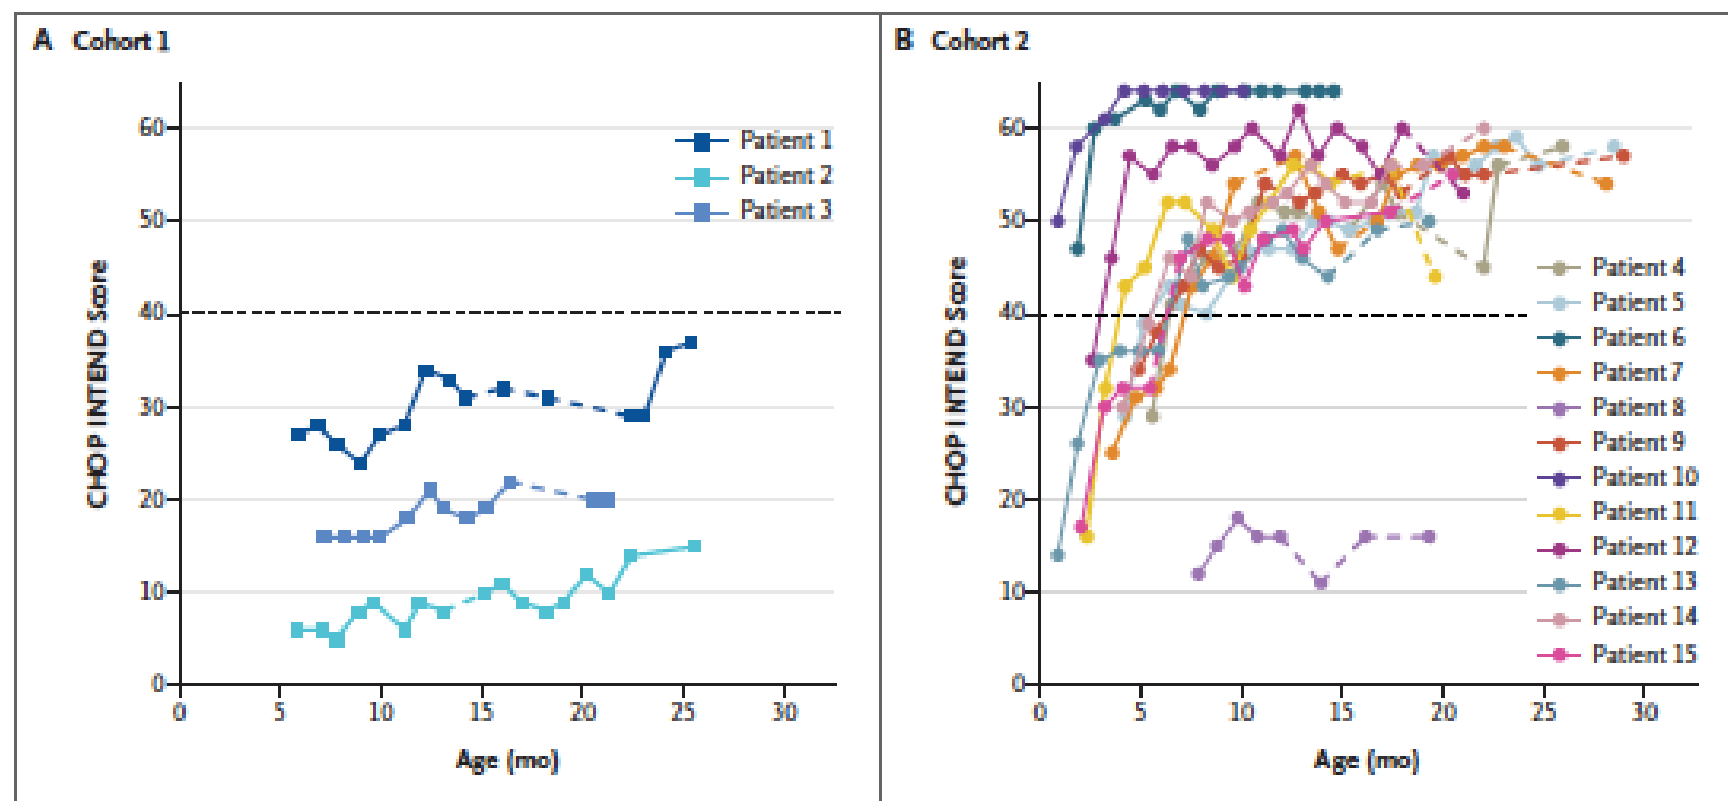 A Cohort 1
CHOP INTEND Score
60
50
40
30
20
10
0
0 5 10 15 20 25 30
Age (mo)
Patient 1
Patient 2
Patient 3
B Cohort 2
CHOP INTEND Score
60
50
40
30
20
10
0
0 5 10 15 20 25 30
Age (mo)
Patient 4
Patient 5
Patient 6
Patient 7
Patient 8
Patient 9
Patient 10
Patient 11
Patient 12
Patient 13
Patient 14
Patient 15